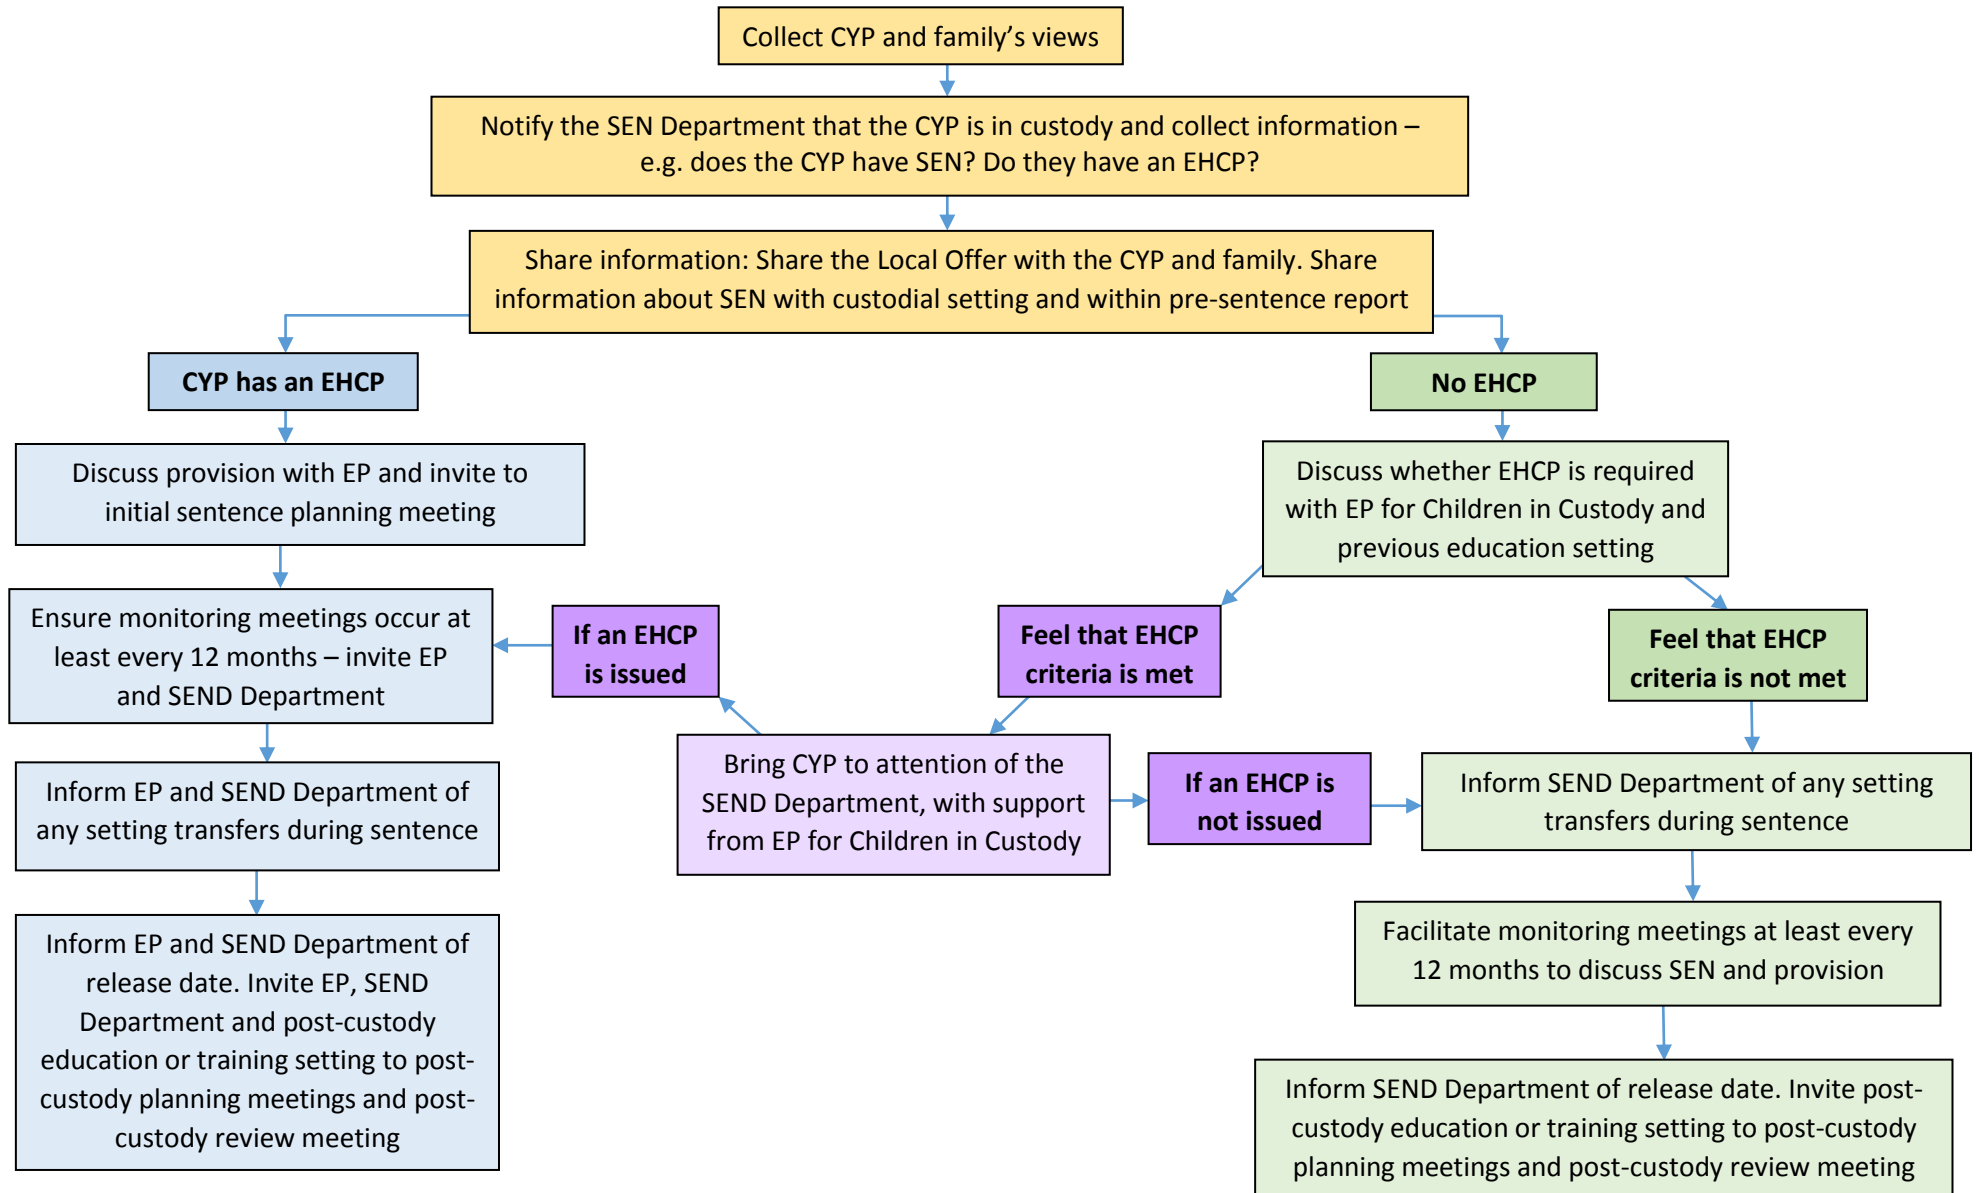 Collect CYP and family’s views
Notify the SEN Department that the CYP is in custody and collect information –
e.g. does the CYP have SEN? Do they have an EHCP?
Share information: Share the Local Offer with the CYP and family. Share
information about SEN with custodial setting and within pre-sentence report
CYP has an EHCP
No EHCP
Discuss provision with EP and invite to
initial sentence planning meeting
Discuss whether EHCP is required
with EP for Children in Custody and
previous education setting
Ensure monitoring meetings occur at
least every 12 months – invite EP
and SEND Department
If an EHCP
is issued
Feel that EHCP
criteria is met
Feel that EHCP
criteria is not met
Inform EP and SEND Department of
any setting transfers during sentence
Bring CYP to attention of the
SEND Department, with support
from EP for Children in Custody
If an EHCP is
not issued
Inform SEND Department of any setting
transfers during sentence
Inform EP and SEND Department of
release date. Invite EP, SEND
Department and post-custody
education or training setting to post-
custody planning meetings and post-
custody review meeting
Facilitate monitoring meetings at least every
12 months to discuss SEN and provision
Inform SEND Department of release date. Invite post-
custody education or training setting to post-custody
planning meetings and post-custody review meeting